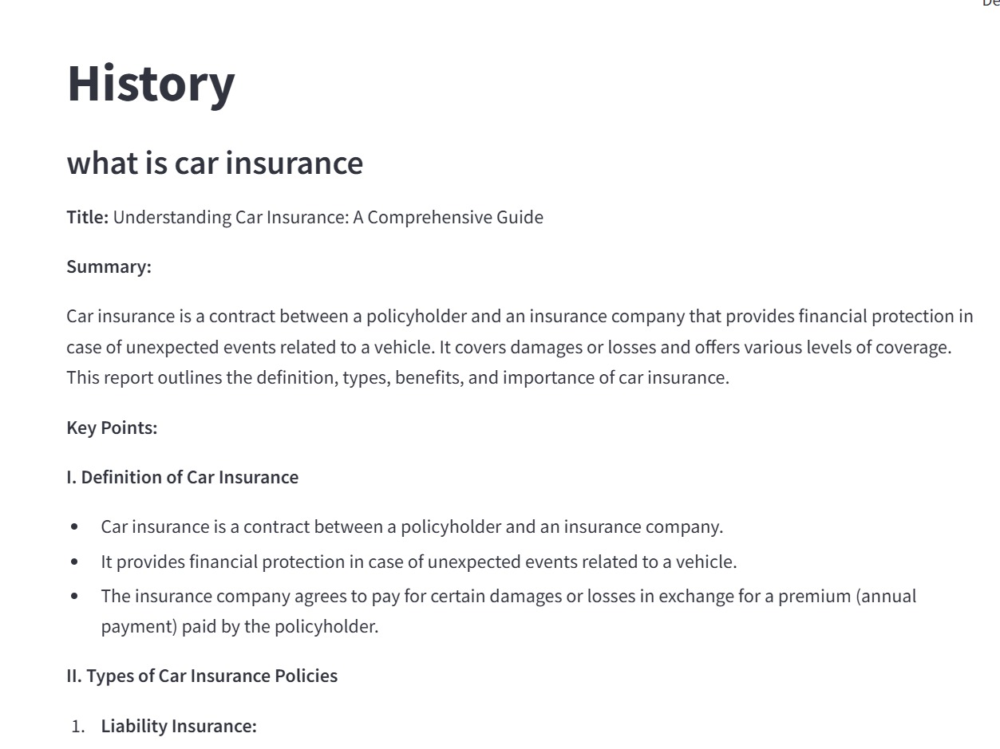 History
what is car insurance
Title: Understanding Car Insurance: A Comprehensive Guide
Summary:
Car insurance is a contract between a policyholder and an insurance company that provides financial protection in
case of unexpected events related to a vehicle. It covers damages or losses and offers various levels of coverage.
This report outlines the definition, types, benefits, and importance of car insurance.
Key Points:
I. Definition of Car Insurance
• Car insurance is a contract between a policyholder and an insurance company.
• It provides financial protection in case of unexpected events related to a vehicle.
• The insurance company agrees to pay for certain damages or losses in exchange for a premium (annual
payment) paid by the policyholder.
II. Types of Car Insurance Policies
1. Liability Insurance: